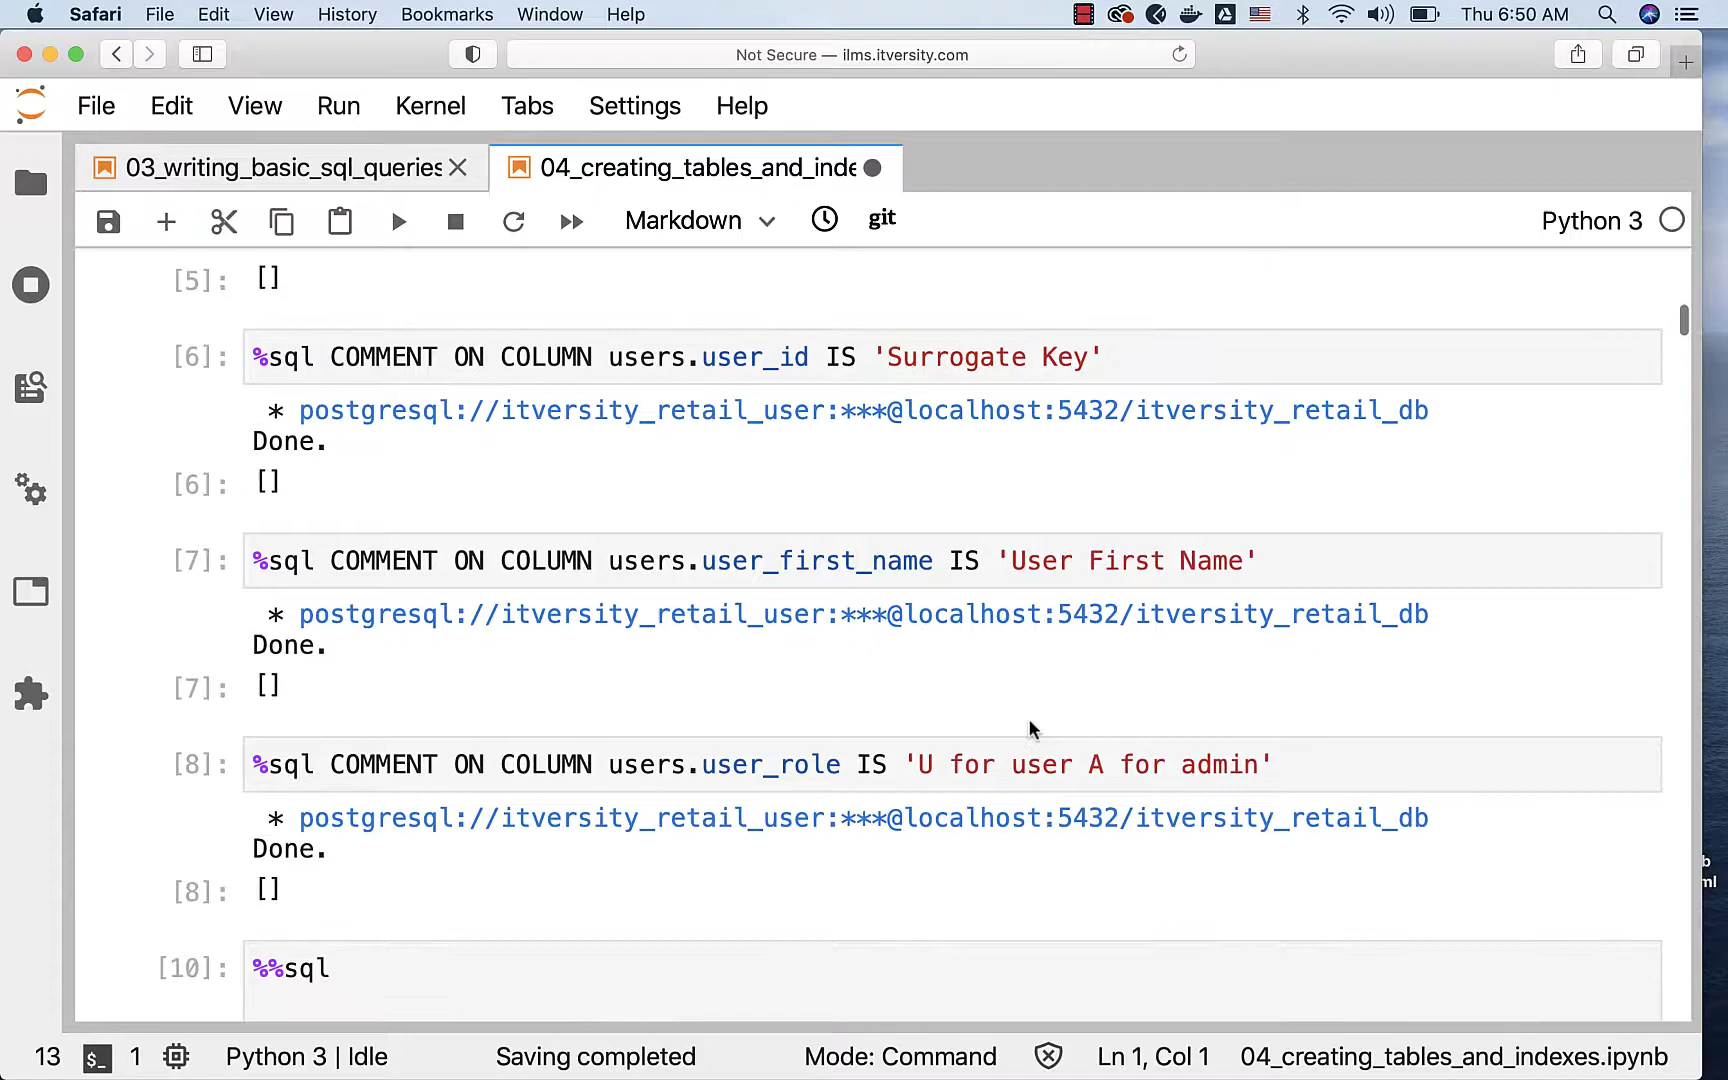 Safari File Edit View History Bookmarks Window Help Thu 6:50 AM
Not Secure — ilms.itversity.com
File Edit View Run Kernel Tabs Settings Help
03_writing_basic_sql_queries 04_creating_tables_and_inde
Markdown git Python 3
[5]: []
[6]: %sql COMMENT ON COLUMN users.user_id IS 'Surrogate Key'
* postgresql://itversity_retail_user:***@localhost:5432/itversity_retail_db
Done.
[6]: []
[7]: %sql COMMENT ON COLUMN users.user_first_name IS 'User First Name'
* postgresql://itversity_retail_user:***@localhost:5432/itversity_retail_db
Done.
[7]: []
[8]: %sql COMMENT ON COLUMN users.user_role IS 'U for user A for admin'
* postgresql://itversity_retail_user:***@localhost:5432/itversity_retail_db
Done.
[8]: []
b
ml
[10]: %%sql
13 $_ 1 Python 3 | Idle Saving completed Mode: Command Ln 1, Col 1 04_creating_tables_and_indexes.ipynb